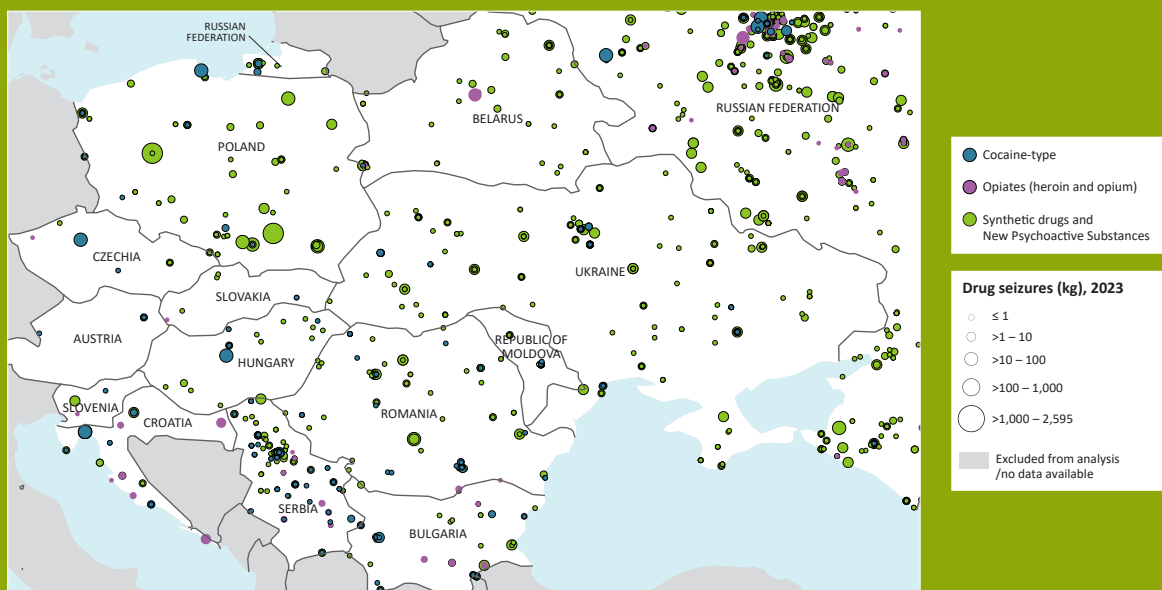 RUSSIAN
FEDERATION
BELARUS
RUSSIAN FEDERATION
POLAND
CZECHIA
UKRAINE
SLOVAKIA
AUSTRIA
REPUBLIC OF
MOLDOVA
HUNGARY
SLOVENIA
CROATIA
ROMANIA
SERBIA
BULGARIA
Cocaine-type
Opiates (heroin and opium)
Synthetic drugs and
New Psychoactive Substances
Drug seizures (kg), 2023
≤ 1
>1 – 10
>10 – 100
>100 – 1,000
>1,000 – 2,595
Excluded from analysis
/no data available